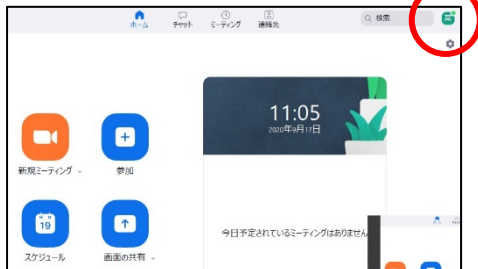 ホーム チャット ミーティング 連絡先 検索
11:05
2020年9月17日
新規ミーティング 参加
19
スケジュール 画面の共有
今日予定されているミーティングはありません